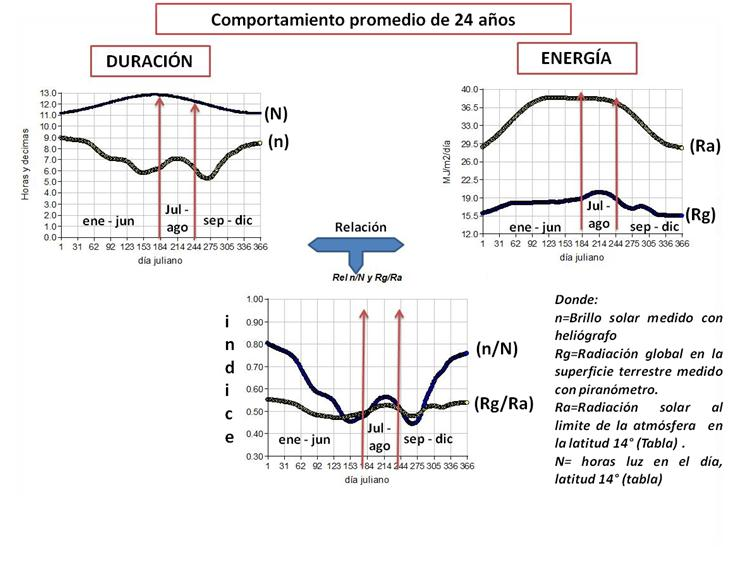 Comportamiento promedio de 24 años
DURACIÓN
ENERGÍA
Horas y decimas
13.0
12.0
11.0
10.0
9.0
8.0
7.0
6.0
5.0
4.0
3.0
2.0
1.0
0.0
(N)
(n)
ene - jun
Jul -
ago
sep - dic
1 31 62 92 123 153 184 214 244 275 305 336 366
día juliano
MJ/m2/día
40.0
36.5
33.0
29.5
26.0
22.5
19.0
15.5
12.0
(Ra)
(Rg)
ene - jun
Jul -
ago
sep - dic
1 31 62 92 123 153 184 214 244 275 305 336 366
día juliano
Relación
Rel n/N y Rg/Ra
indice
1.00
0.90
0.80
0.70
0.60
0.50
0.40
0.30
(n/N)
(Rg/Ra)
ene - jun
Jul -
ago
sep - dic
1 31 62 92 123 153 184 214 244 275 305 336 366
día juliano
Donde:
n=Brillo solar medido con
heliógrafo
Rg=Radiación global en la
superficie terrestre medido
con piranómetro.
Ra=Radiación solar al
limite de la atmósfera en
la latitud 14° (Tabla) .
N= horas luz en el día,
latitud 14° (tabla)